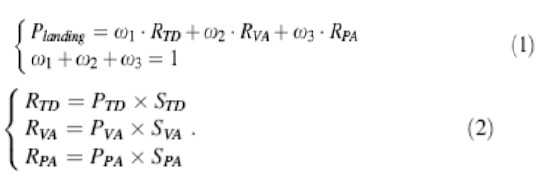 P_landing = ω₁ · R_TD + ω₂ · R_VA + ω₃ · R_PA
ω₁ + ω₂ + ω₃ = 1
(1)
R_TD = P_TD × S_TD
R_VA = P_VA × S_VA .
R_PA = P_PA × S_PA
(2)